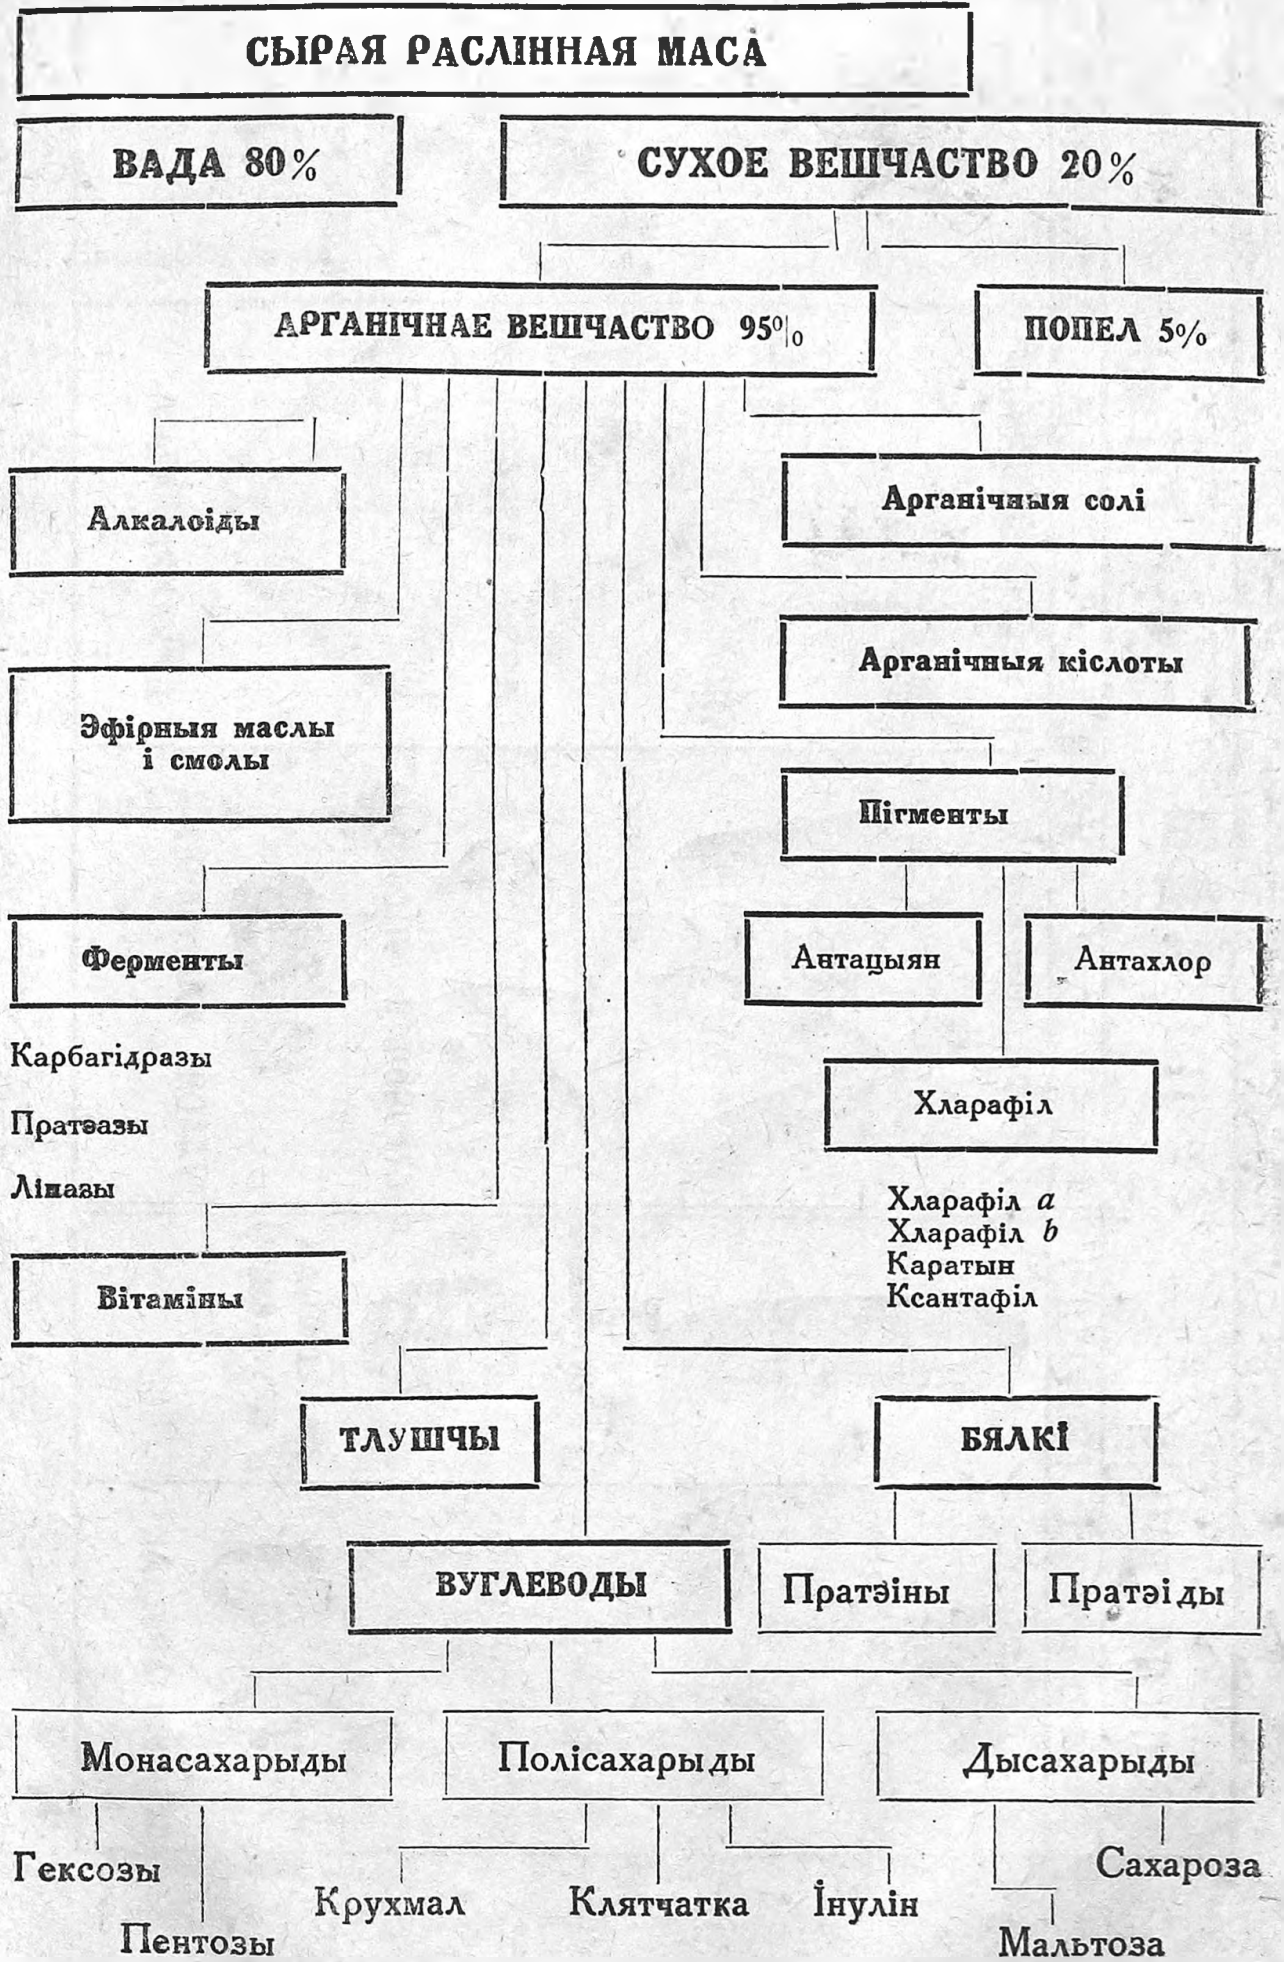 СЫРАЯ РАСЛІННАЯ МАСА
ВАДА 80%
СУХОЕ ВЕШЧАСТВО 20%
АРГАНІЧНАЕ ВЕШЧАСТВО 95%
ПОПЕЛ 5%
Алкалоіды
Арганічныя солі
Арганічныя кіслоты
Эфірныя маслы
і смолы
Пігменты
Ферменты
Антацыян
Антахлор
Карбагідразы
Пратэазы
Ліпазы
Хларафіл
Хларафіл a
Хларафіл b
Каратын
Ксантафіл
Вітаміны
ТЛУШЧЫ
БЯЛКІ
ВУГЛЕВОДЫ
Пратэіны
Пратэіды
Монасахарыды
Полісахарыды
Дысахарыды
Гексозы
Пентозы
Крухмал
Клятчатка
Інулін
Сахароза
Мальтоза